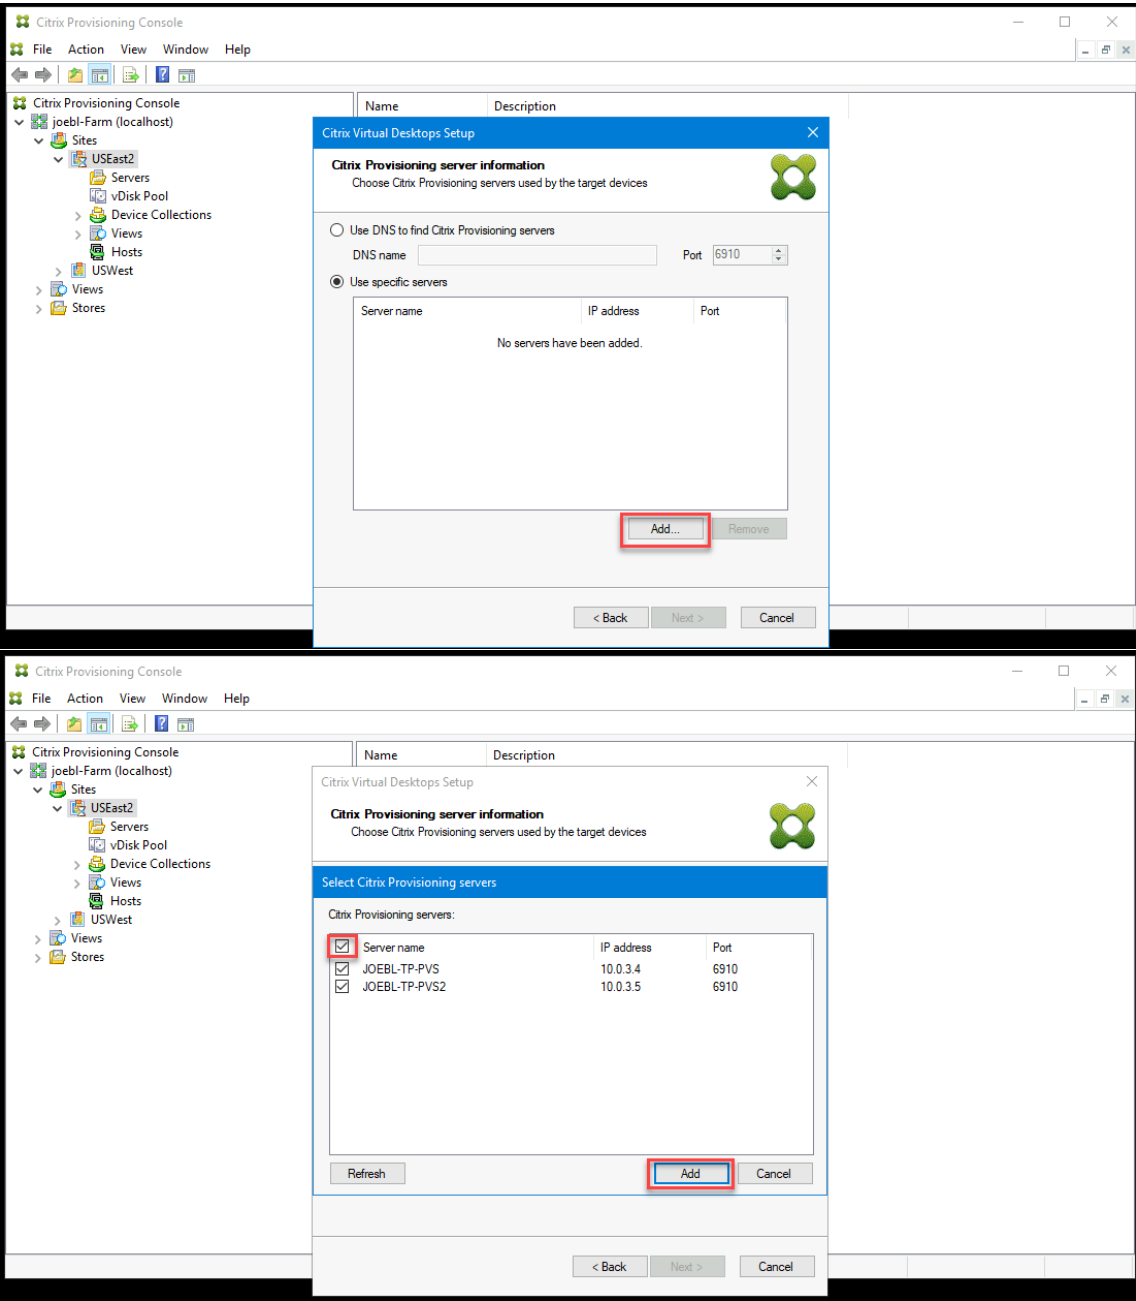 Citrix Provisioning Console
File Action View Window Help
Citrix Provisioning Console
joebl-Farm (localhost)
Sites
USEast2
Servers
vDisk Pool
Device Collections
Views
Hosts
USWest
Views
Stores
Name Description
Citrix Virtual Desktops Setup
Citrix Provisioning server information
Choose Citrix Provisioning servers used by the target devices
Use DNS to find Citrix Provisioning servers
DNS name Port 6910
Use specific servers
Server name IP address Port
No servers have been added.
Add... Remove
< Back Next > Cancel
Citrix Provisioning Console
File Action View Window Help
Citrix Provisioning Console
joebl-Farm (localhost)
Sites
USEast2
Servers
vDisk Pool
Device Collections
Views
Hosts
USWest
Views
Stores
Name Description
Citrix Virtual Desktops Setup
Citrix Provisioning server information
Choose Citrix Provisioning servers used by the target devices
Select Citrix Provisioning servers
Citrix Provisioning servers:
Server name IP address Port
JOEBL-TP-PVS 10.0.3.4 6910
JOEBL-TP-PVS2 10.0.3.5 6910
Refresh Add Cancel
< Back Next > Cancel